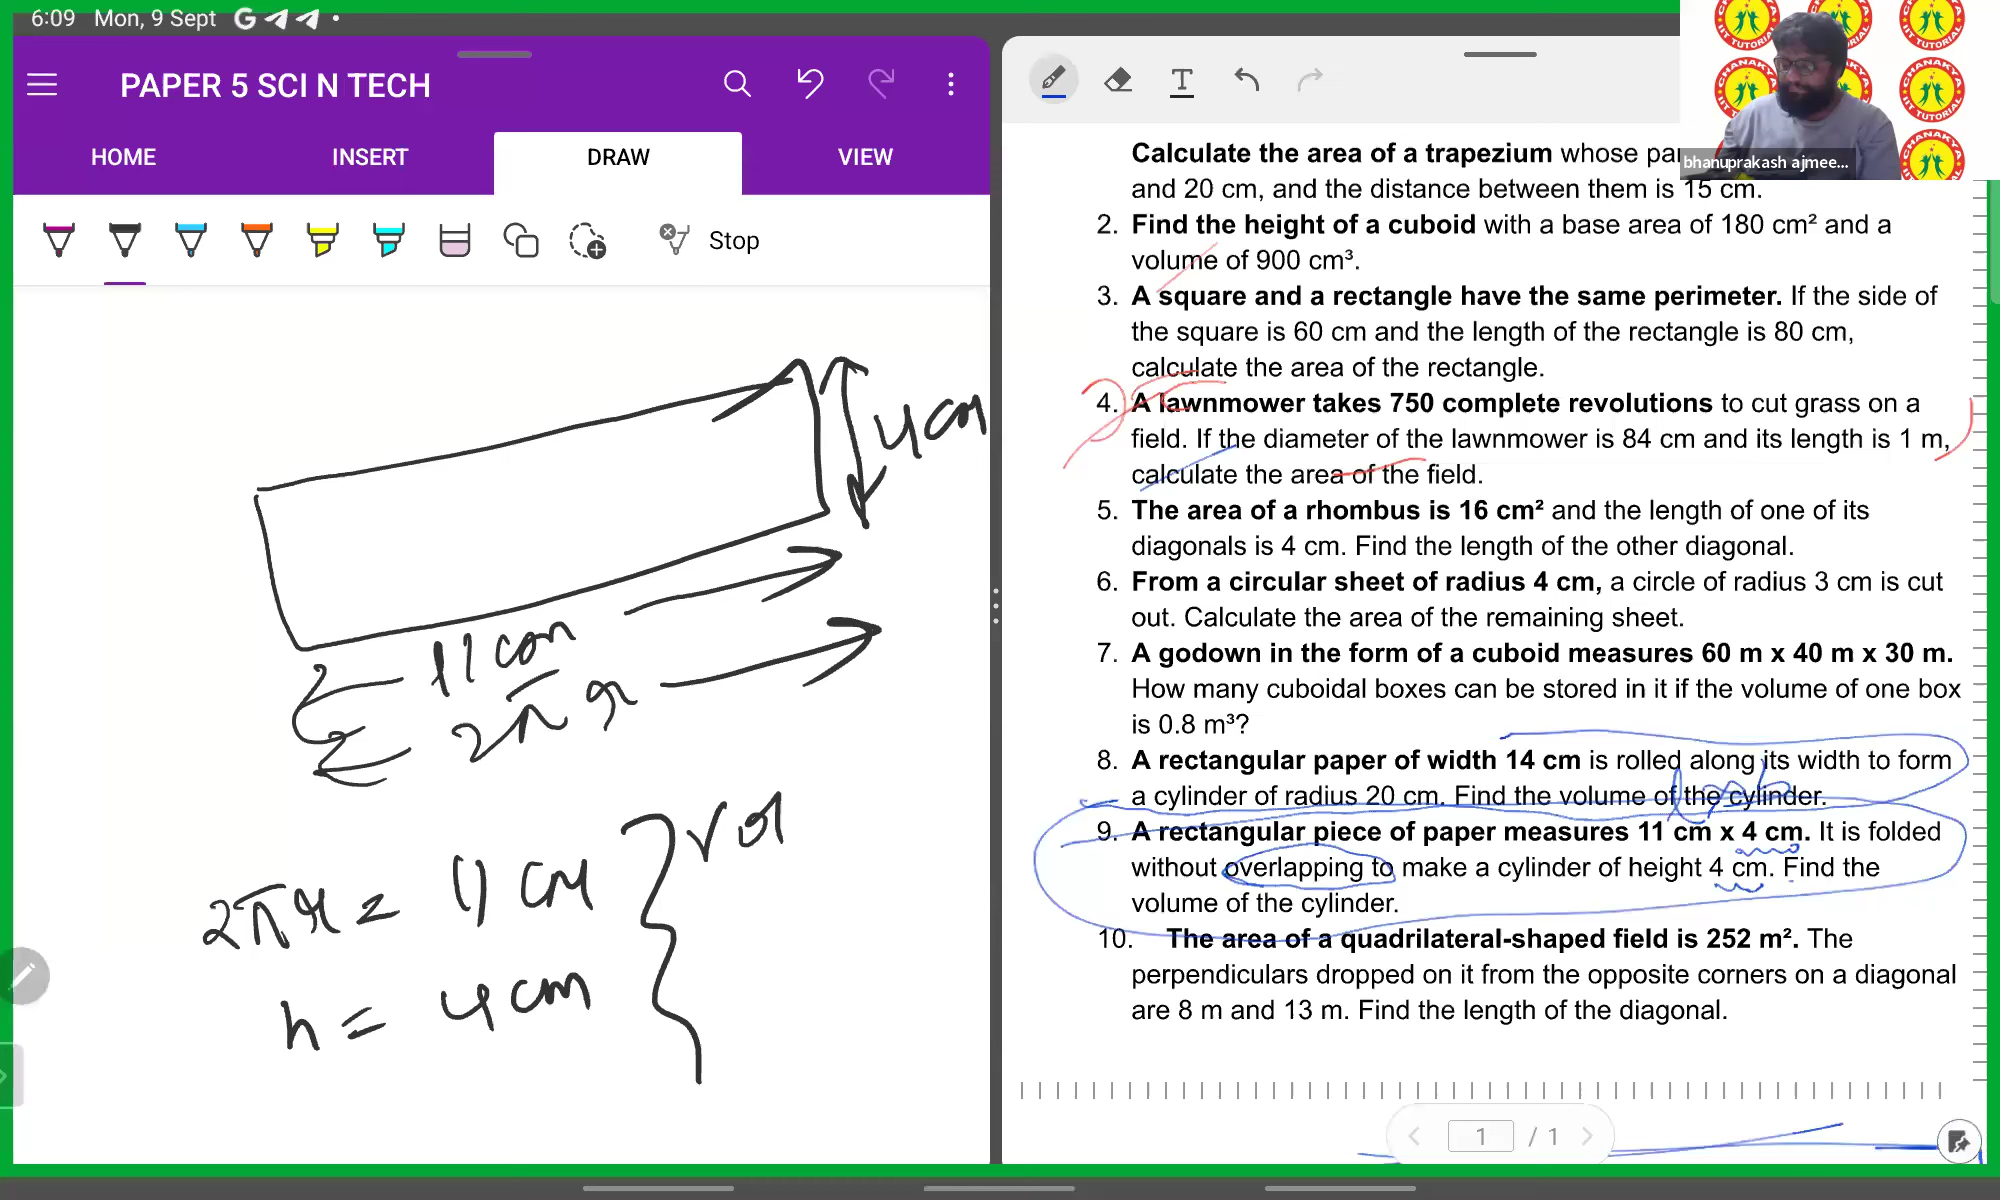 6:09 Mon, 9 Sept G
PAPER 5 SCI N TECH
HOME INSERT DRAW VIEW
Stop
4cm
11 cm
2πr
2πr = 11 cm
h = 4cm
vol
T
bhanuprakash ajmee...
CHANAKYA IIT TUTORIAL
Calculate the area of a trapezium whose par
and 20 cm, and the distance between them is 15 cm.
2. Find the height of a cuboid with a base area of 180 cm² and a
volume of 900 cm³.
3. A square and a rectangle have the same perimeter. If the side of
the square is 60 cm and the length of the rectangle is 80 cm,
calculate the area of the rectangle.
4. A lawnmower takes 750 complete revolutions to cut grass on a
field. If the diameter of the lawnmower is 84 cm and its length is 1 m,
calculate the area of the field.
5. The area of a rhombus is 16 cm² and the length of one of its
diagonals is 4 cm. Find the length of the other diagonal.
6. From a circular sheet of radius 4 cm, a circle of radius 3 cm is cut
out. Calculate the area of the remaining sheet.
7. A godown in the form of a cuboid measures 60 m x 40 m x 30 m.
How many cuboidal boxes can be stored in it if the volume of one box
is 0.8 m³?
8. A rectangular paper of width 14 cm is rolled along its width to form
a cylinder of radius 20 cm. Find the volume of the cylinder.
9. A rectangular piece of paper measures 11 cm x 4 cm. It is folded
without overlapping to make a cylinder of height 4 cm. Find the
volume of the cylinder.
10. The area of a quadrilateral-shaped field is 252 m². The
perpendiculars dropped on it from the opposite corners on a diagonal
are 8 m and 13 m. Find the length of the diagonal.
1 / 1